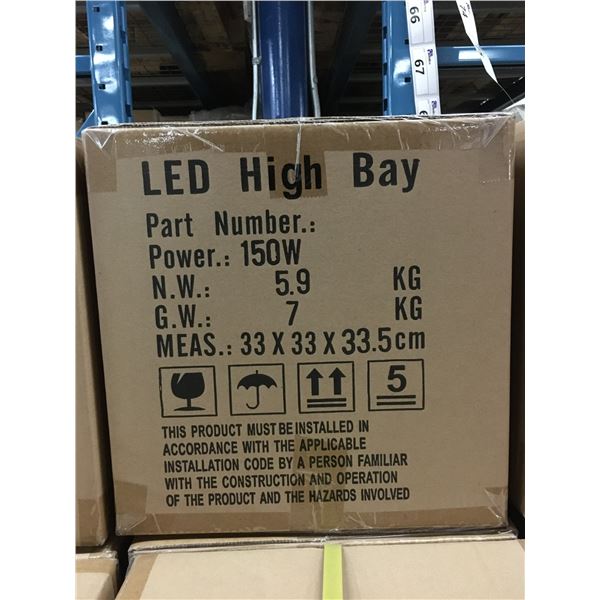 66
67
LED High Bay
Part Number.:
Power.: 150W
N.W.: 5.9 KG
G.W.: 7 KG
MEAS.: 33 X 33 X 33.5cm
5
THIS PRODUCT MUST BE INSTALLED IN
ACCORDANCE WITH THE APPLICABLE
INSTALLATION CODE BY A PERSON FAMILIAR
WITH THE CONSTRUCTION AND OPERATION
OF THE PRODUCT AND THE HAZARDS INVOLVED